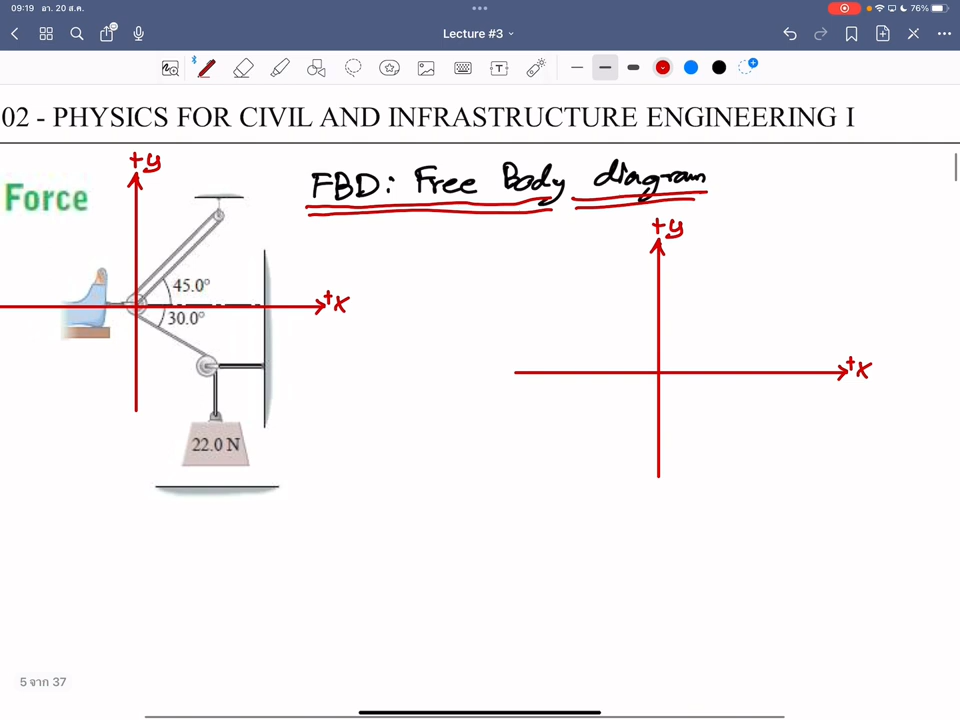 09:19 อา. 20 ส.ค.
76%
Lecture #3
02 - PHYSICS FOR CIVIL AND INFRASTRUCTURE ENGINEERING I
Force
+y
FBD: Free Body diagram
+y
45.0°
+x
30.0°
+x
22.0 N
5 จาก 37